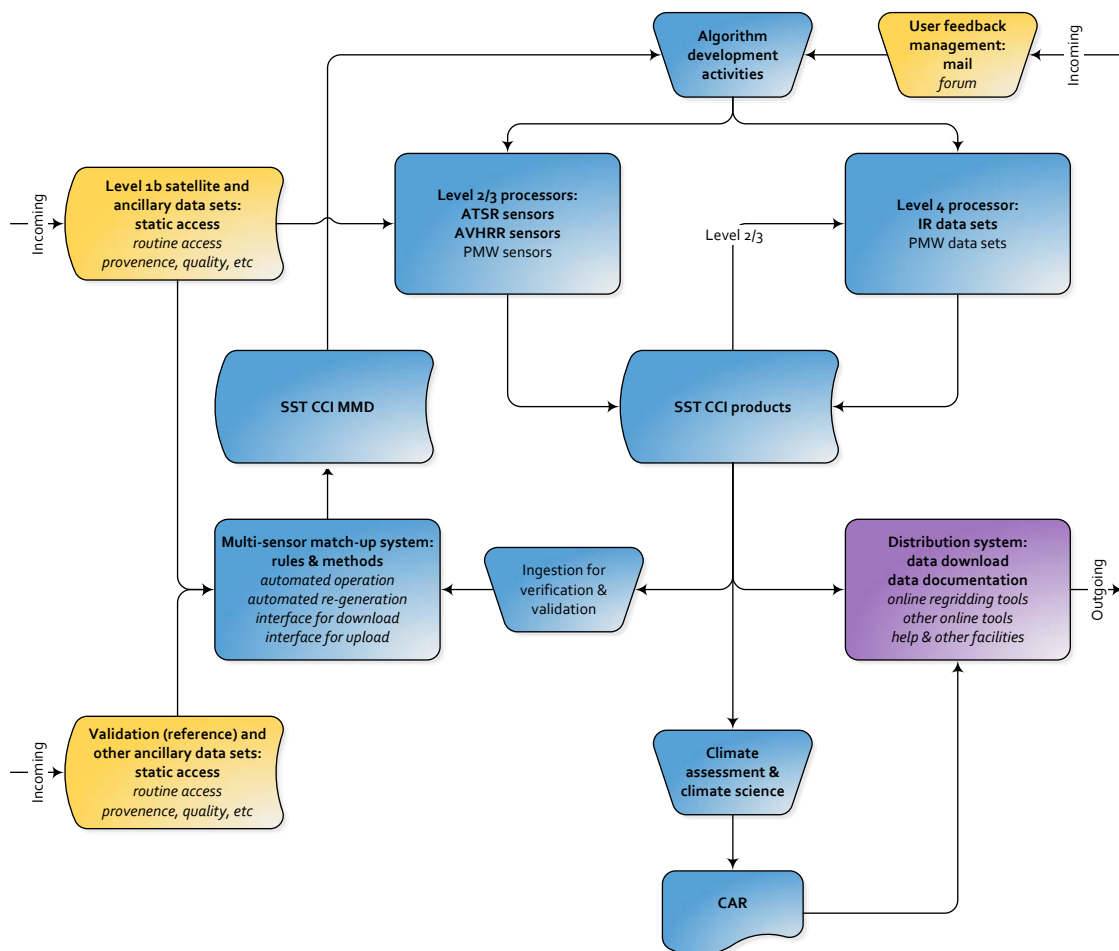 Algorithm
development
activities
User feedback
management:
mail
forum
Incoming
Level 1b satellite and
ancillary data sets:
static access
routine access
provenence, quality, etc
Incoming
Level 2/3 processors:
ATSR sensors
AVHRR sensors
PMW sensors
Level 2/3
Level 4 processor:
IR data sets
PMW data sets
SST CCI MMD
SST CCI products
Multi-sensor match-up system:
rules & methods
automated operation
automated re-generation
interface for download
interface for upload
Ingestion for
verification &
validation
Distribution system:
data download
data documentation
online regridding tools
other online tools
help & other facilities
Outgoing
Validation (reference) and
other ancillary data sets:
static access
routine access
provenence, quality, etc
Incoming
Climate
assessment &
climate science
CAR